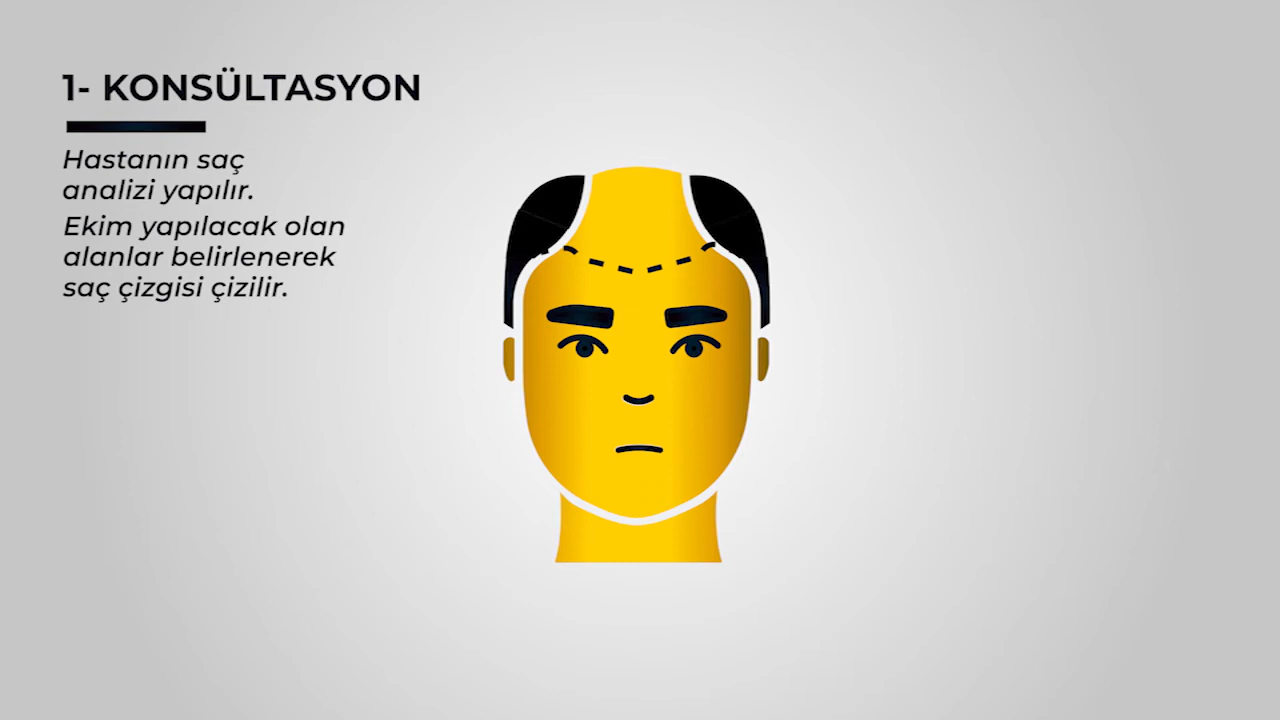 1- KONSÜLTASYON
Hastanın saç
analizi yapılır.
Ekim yapılacak olan
alanlar belirlenerek
saç çizgisi çizilir.